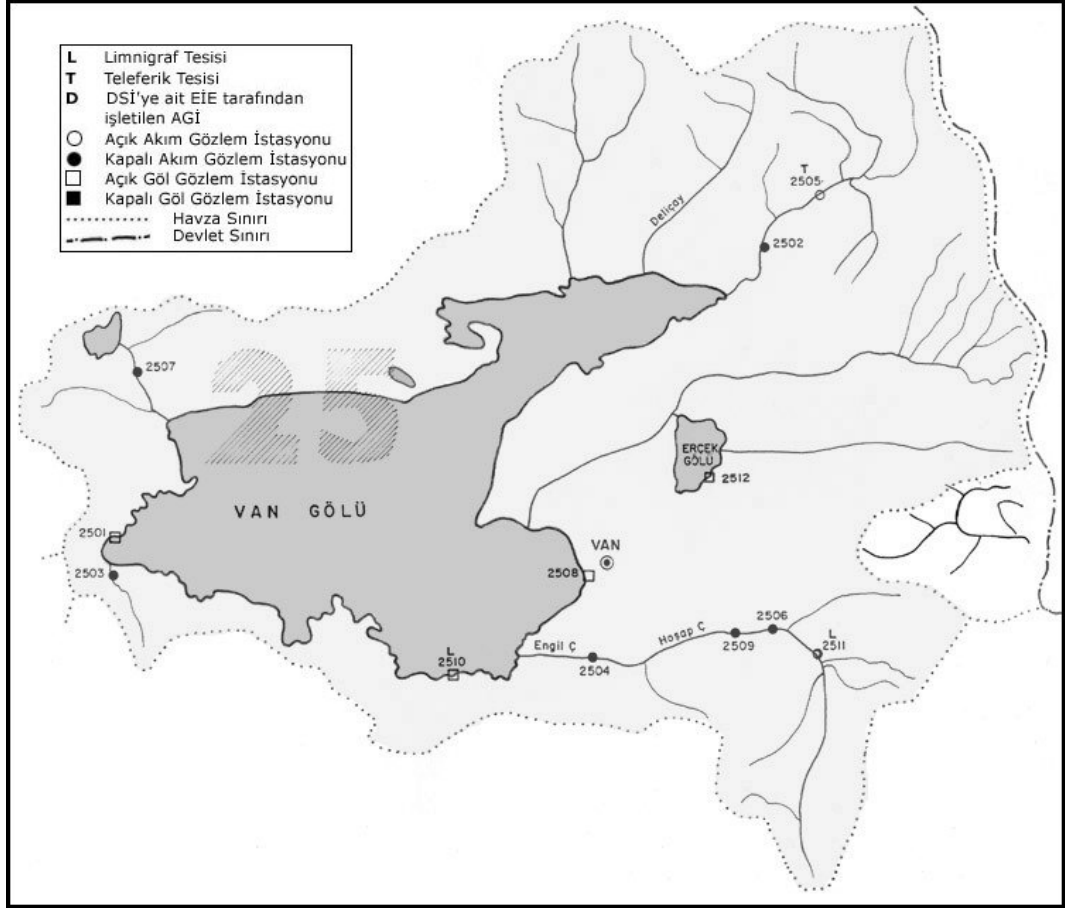 L Limnigraf Tesisi
T Teleferik Tesisi
D DSİ'ye ait EİE tarafından
işletilen AGİ
Açık Akım Gözlem İstasyonu
Kapalı Akım Gözlem İstasyonu
Açık Göl Gözlem İstasyonu
Kapalı Göl Gözlem İstasyonu
Havza Sınırı
Devlet Sınırı
T
2505
Deliçay
2502
2507
25
ERÇEK
GÖLÜ
2512
VAN GÖLÜ
2501
VAN
2503
2508
2506
Hoşap Ç
L
Engil Ç
2509
2511
L
2510
2504